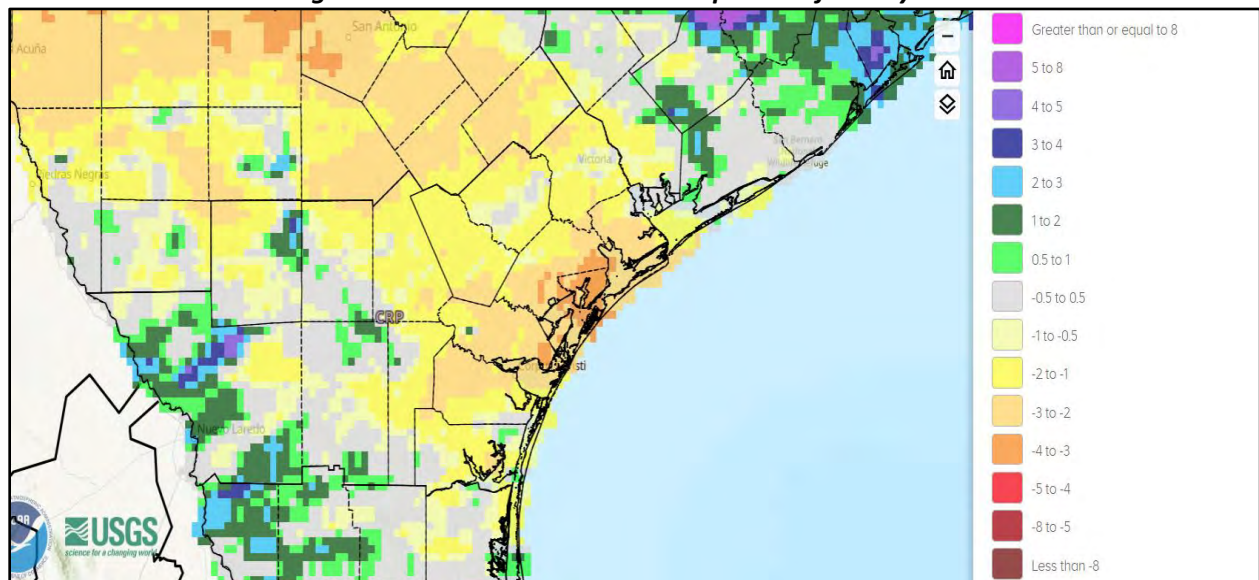 San Antonio
Acuña
Piedras Negras
Victoria
CRP
Nuevo Laredo
USGS
science for a changing world
−
Greater than or equal to 8
5 to 8
4 to 5
3 to 4
2 to 3
1 to 2
0.5 to 1
-0.5 to 0.5
-1 to -0.5
-2 to -1
-3 to -2
-4 to -3
-5 to -4
-8 to -5
Less than -8